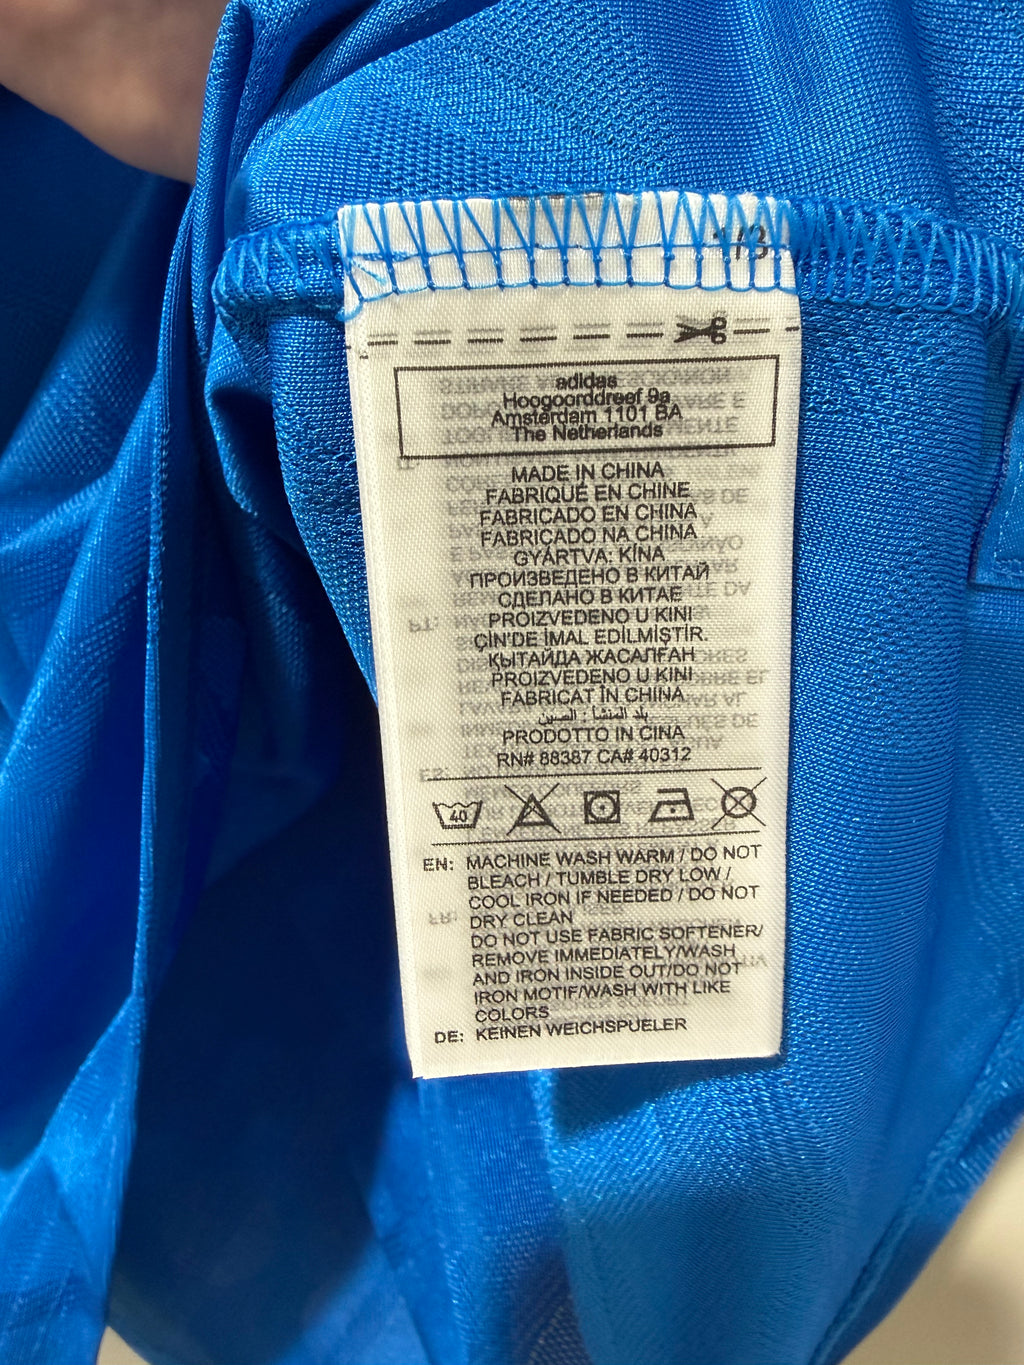 1/3
adidas
Hoogoorddreef 9a
Amsterdam 1101 BA
The Netherlands
MADE IN CHINA
FABRIQUÉ EN CHINE
FABRICADO EN CHINA
FABRICADO NA CHINA
GYÁRTVA: KÍNA
ПРОИЗВЕДЕНО В КИТАЙ
СДЕЛАНО В КИТАЕ
PROIZVEDENO U KINI
ÇİN'DE İMAL EDİLMİŞTİR.
ҚЫТАЙДА ЖАСАЛҒАН
PROIZVEDENO U KINI
FABRICAT ÎN CHINA
بلد المنشأ : الصين
PRODOTTO IN CINA
RN# 88387 CA# 40312
40
EN: MACHINE WASH WARM / DO NOT
BLEACH / TUMBLE DRY LOW /
COOL IRON IF NEEDED / DO NOT
DRY CLEAN
DO NOT USE FABRIC SOFTENER/
REMOVE IMMEDIATELY/WASH
AND IRON INSIDE OUT/DO NOT
IRON MOTIF/WASH WITH LIKE
COLORS
DE: KEINEN WEICHSPUELER